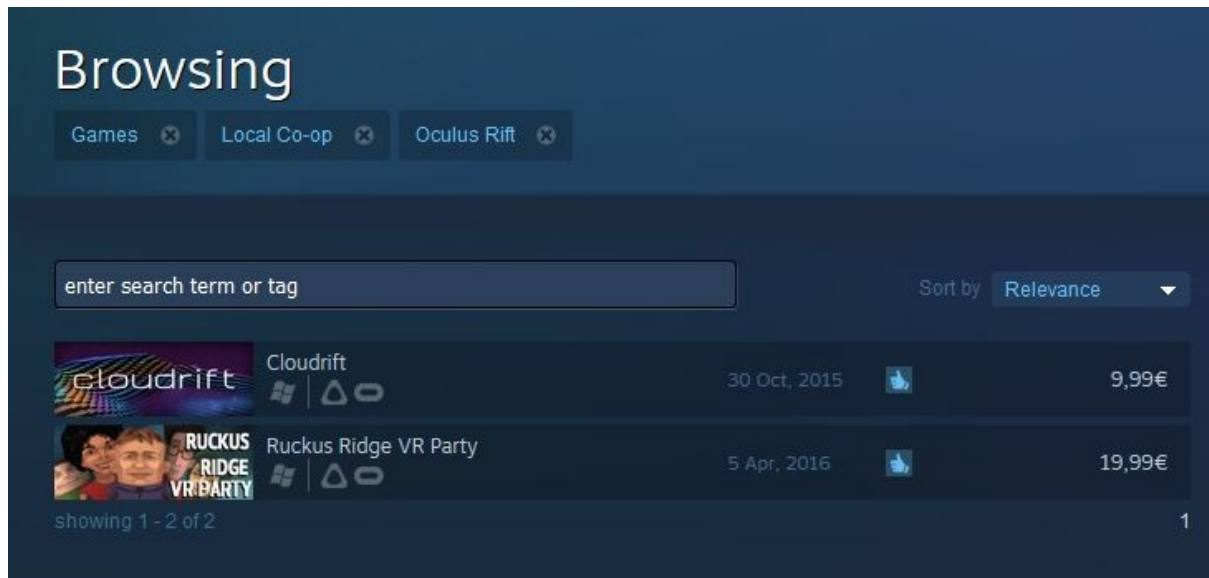 Browsing
Games Local Co-op Oculus Rift
enter search term or tag
Sort by Relevance
cloudrift
Cloudrift
30 Oct, 2015 9,99€
RUCKUS
RIDGE
VR PARTY
Ruckus Ridge VR Party
5 Apr, 2016 19,99€
showing 1 - 2 of 2
1